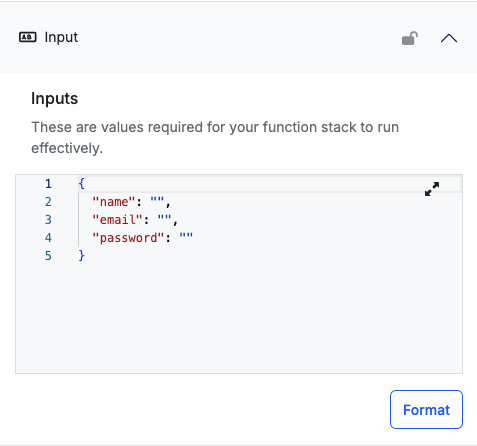 AB Input
Inputs
These are values required for your function stack to run
effectively.
1 {
2 "name": "",
3 "email": "",
4 "password": ""
5 }
Format